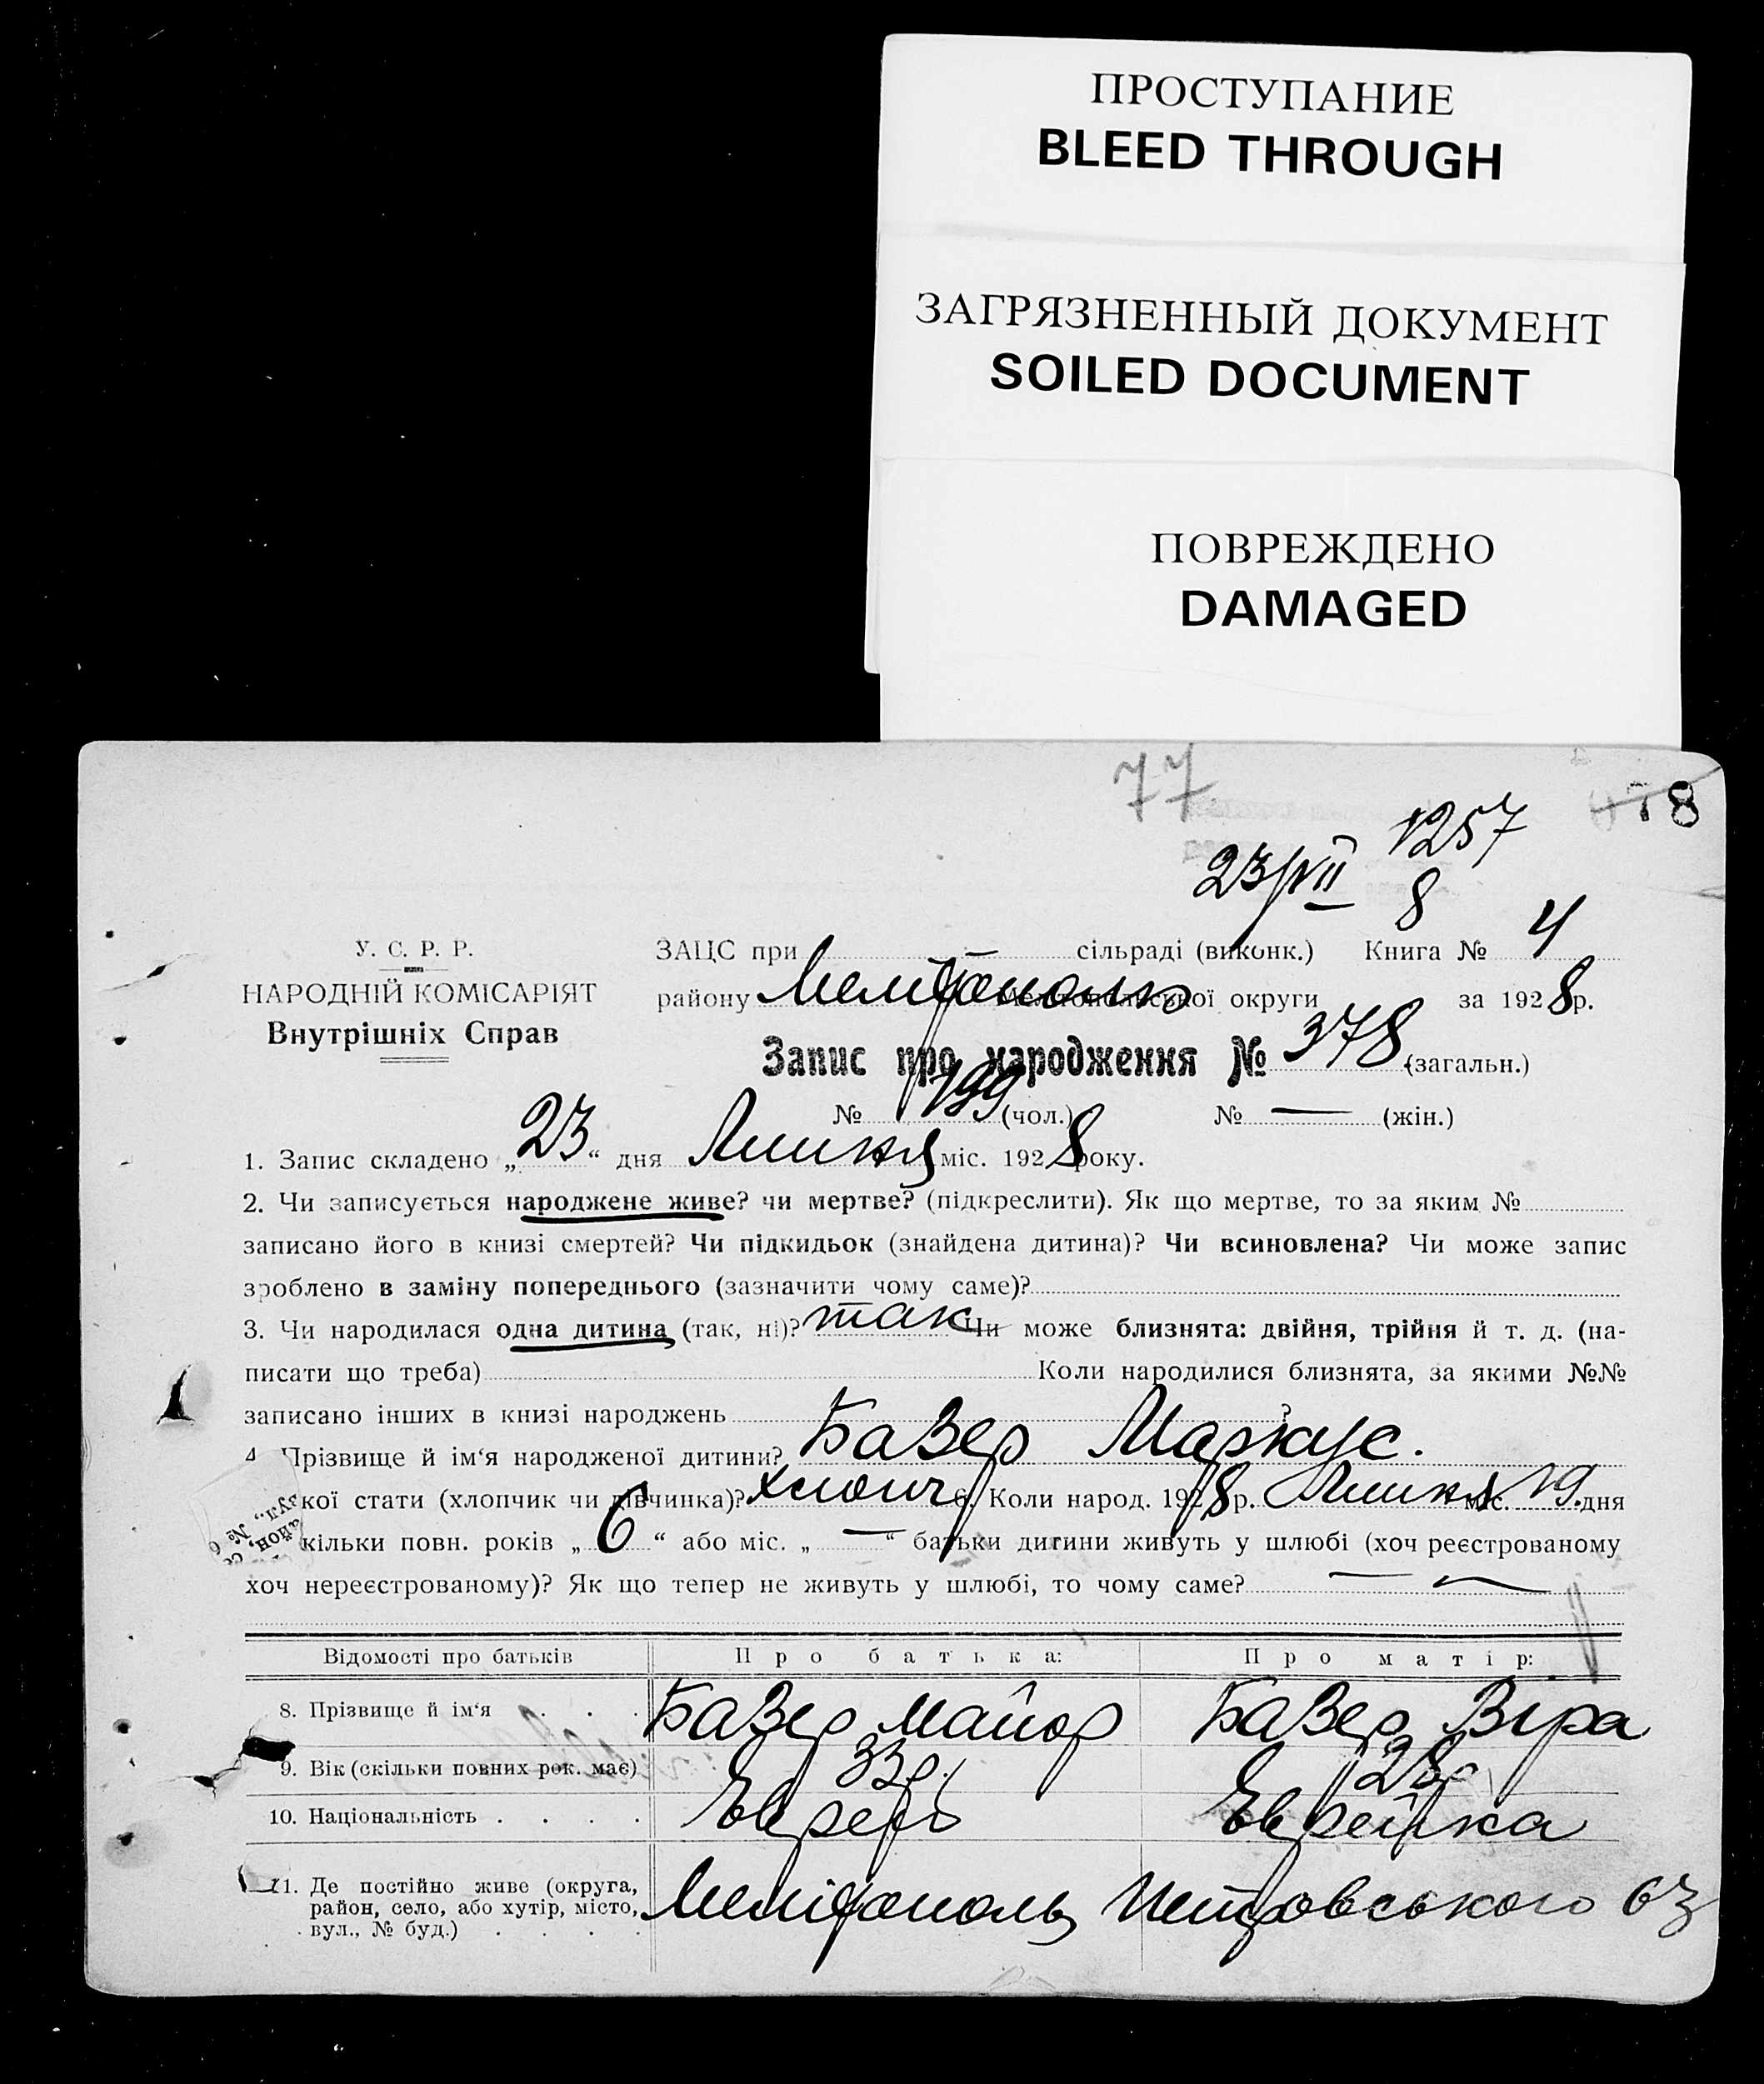 ПРОСТУПАНИЕ
BLEED THROUGH
ЗАГРЯЗНЕННЫЙ ДОКУМЕНТ
SOILED DOCUMENT
ПОВРЕЖДЕНО
DAMAGED
77
78
1257
23/VII 8
У. С. Р. Р.
НАРОДНІЙ КОМІСАРІЯТ
Внутрішніх Справ
ЗАЦС при сільраді (виконк.) Книга № 4
району Мелітополь Мелітопольської округи за 1928 р.
Запис про народження № 378 (загальн.)
№ 199 (чол.) № — (жін.)
1. Запис складено „23“ дня Липня міс. 1928 року.
2. Чи записується народжене живе? чи мертве? (підкреслити). Як що мертве, то за яким №
записано його в книзі смертей? Чи підкидьок (знайдена дитина)? Чи всиновлена? Чи може запис
зроблено в заміну попереднього (зазначити чому саме)?
3. Чи народилася одна дитина (так, ні)? так Чи може близнята: двійня, трійня й т. д. (на-
писати що треба) Коли народилися близнята, за якими №№
записано інших в книзі народжень ?
4 Прізвище й ім‘я народженої дитини? Базер Маркус.
кої стати (хлопчик чи дівчинка)? хлопч 6. Коли народ. 1928 р. Липня міс. 19. дня
кільки повн. років „6“ або міс. „—“ батьки дитини живуть у шлюбі (хоч реєстрованому
хоч нереєстрованому)? Як що тепер не живуть у шлюбі, то чому саме? —
Відомості про батьків Про батька: Про матір:
8. Прізвище й ім‘я . . . Базер Майор Базер Віра
9. Вік (скільки повних рок. має) 33 р. 28 р
10. Національність . . . . Еврей Еврейка
11. Де постійно живе (округа,
район, село, або хутір, місто,
вул., № буд.) . . . . Мелітополь Петровського 63